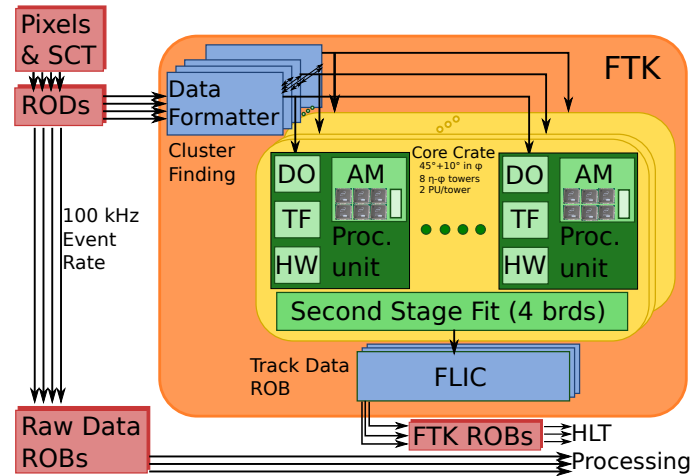 Pixels
& SCT
RODs
Data
Formatter
Cluster
Finding
FTK
100 kHz
Event
Rate
Core Crate
45°+10° in φ
8 η-φ towers
2 PU/tower
DO
TF
HW
AM
Proc.
unit
DO
TF
HW
AM
Proc.
unit
Second Stage Fit (4 brds)
Track Data
ROB
FLIC
FTK ROBs
HLT
Raw Data
ROBs
Processing